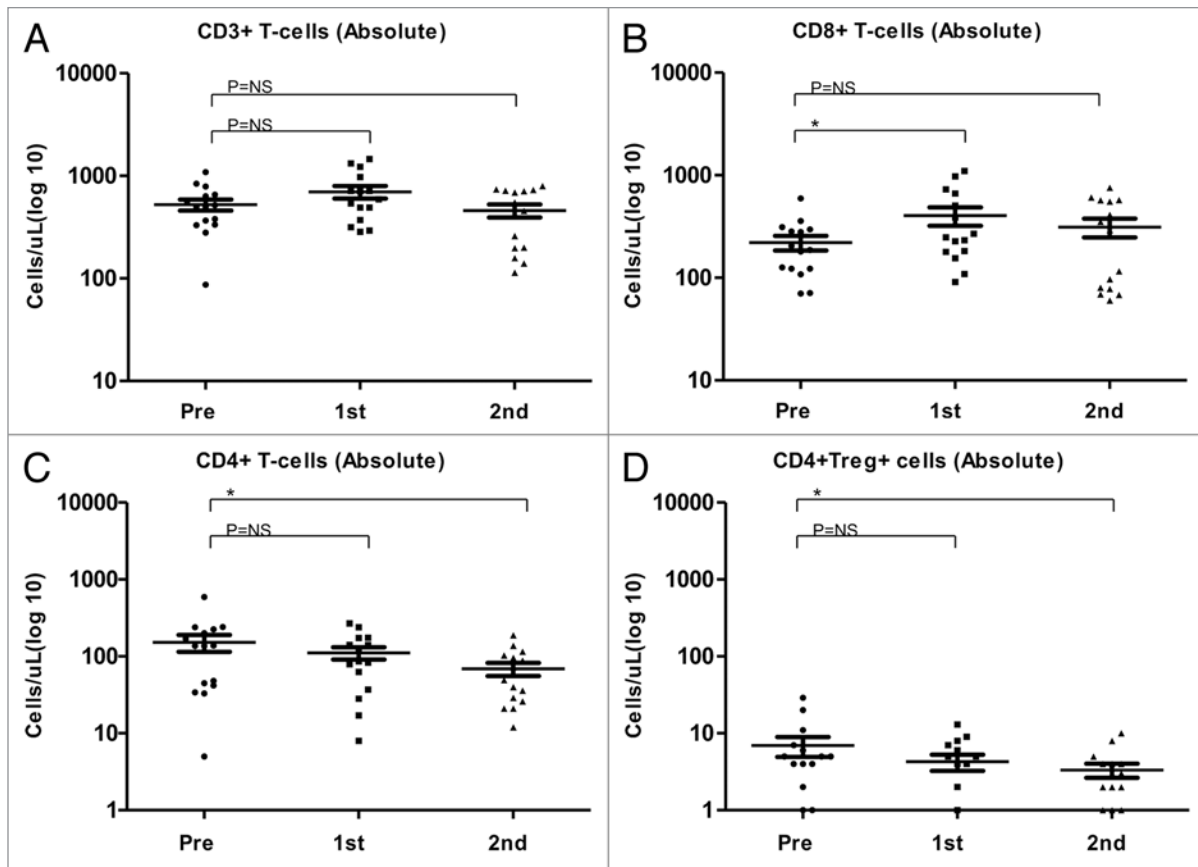 A
CD3+ T-cells (Absolute)
Cells/uL(log 10)
10000
1000
100
10
P=NS
P=NS
Pre 1st 2nd
B
CD8+ T-cells (Absolute)
Cells/uL(log 10)
10000
1000
100
10
P=NS
*
Pre 1st 2nd
C
CD4+ T-cells (Absolute)
Cells/uL(log 10)
10000
1000
100
10
1
*
P=NS
Pre 1st 2nd
D
CD4+Treg+ cells (Absolute)
Cells/uL(log 10)
10000
1000
100
10
1
*
P=NS
Pre 1st 2nd